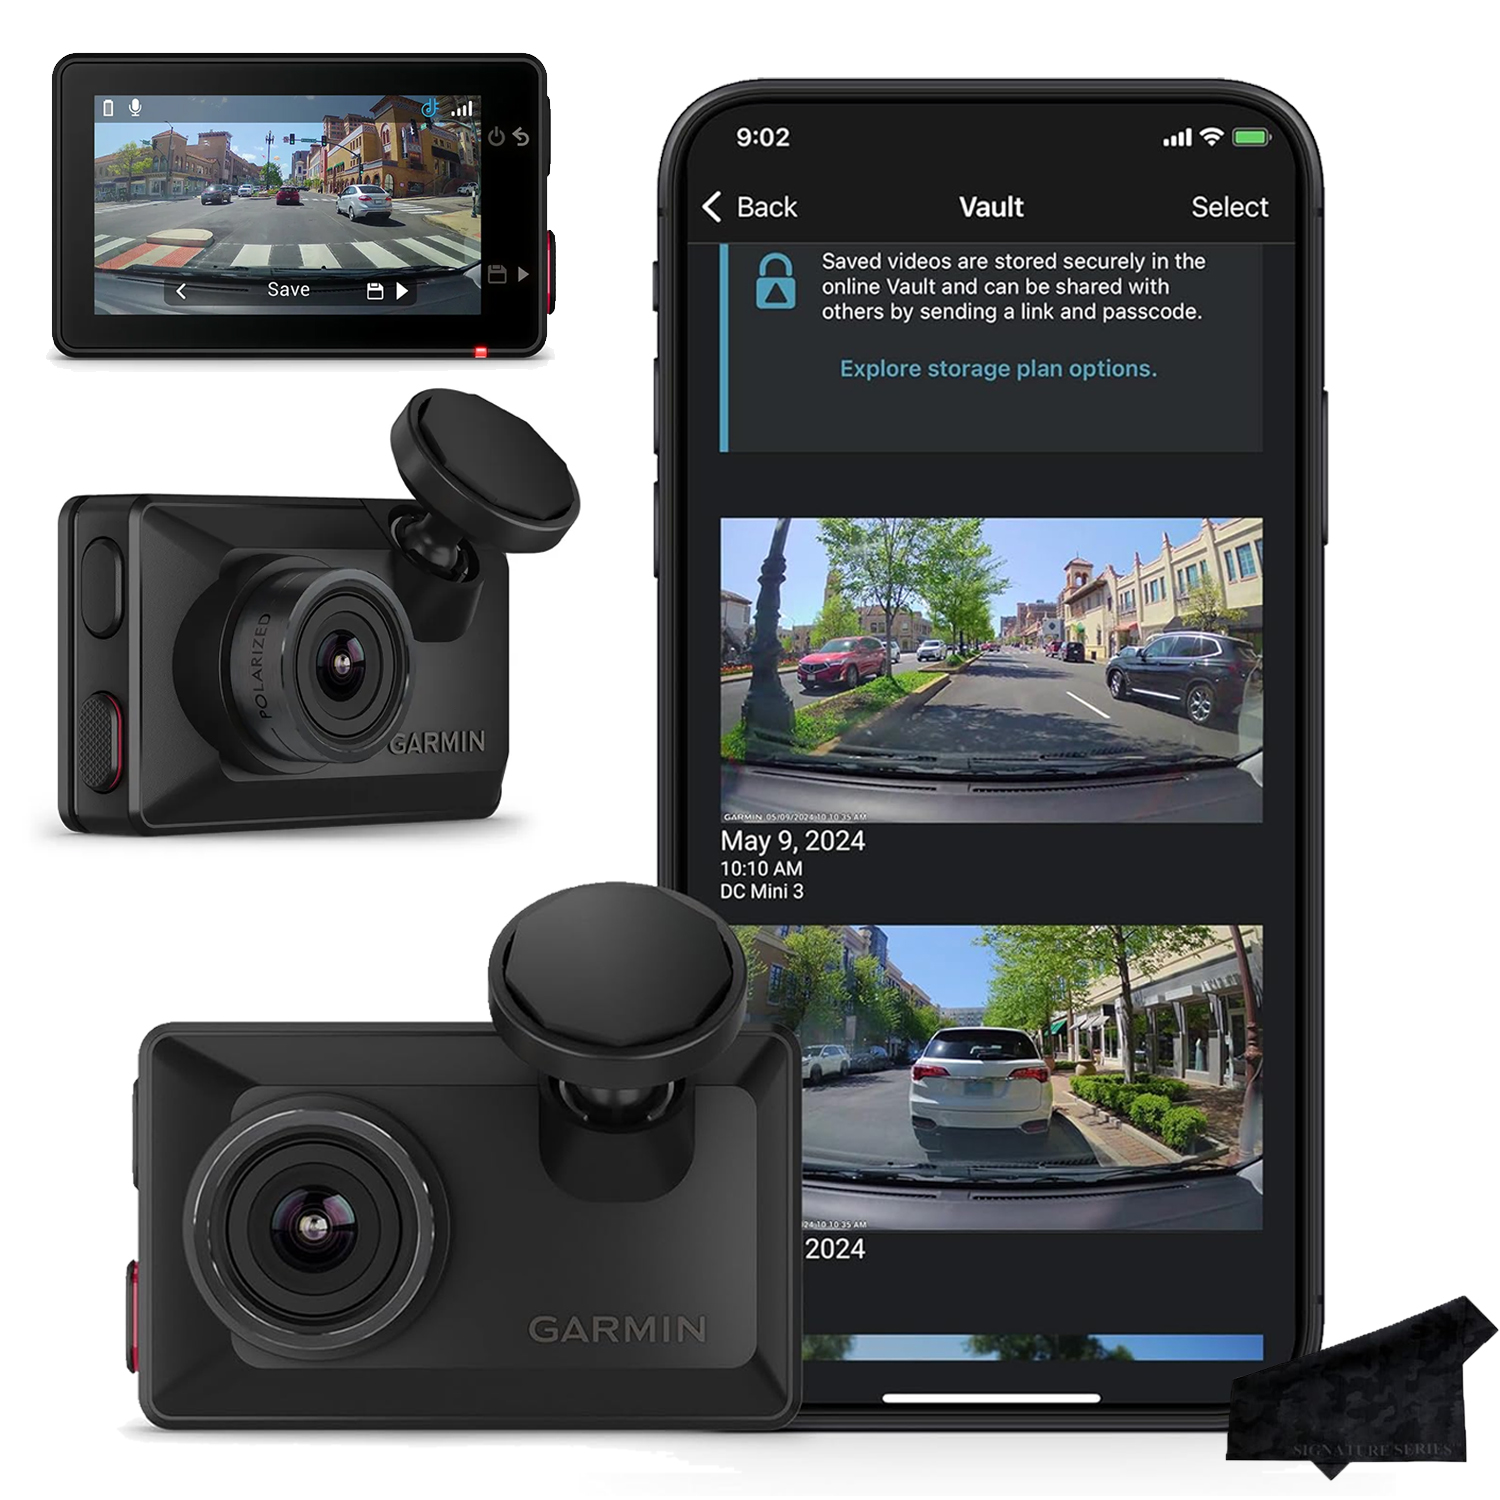 Save
POLARIZED
GARMIN
GARMIN
9:02
Back
Vault
Select
Saved videos are stored securely in the
online Vault and can be shared with
others by sending a link and passcode.
Explore storage plan options.
GARMIN 05/09/2024 10:10:35 AM
May 9, 2024
10:10 AM
DC Mini 3
24 10:10:35 AM
2024
SIGNATURE SERIES